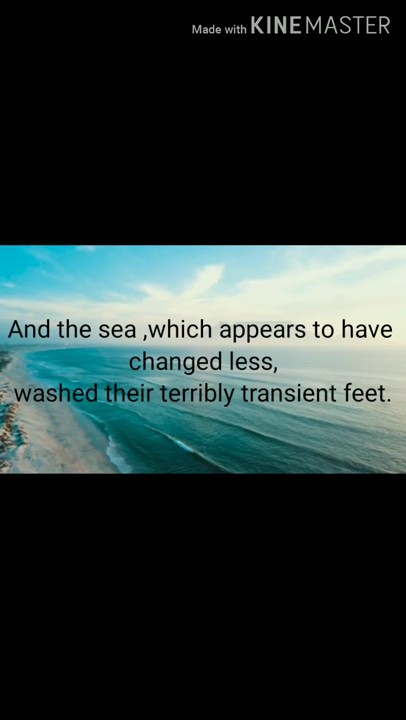 Made with KINEMASTER
And the sea ,which appears to have
changed less,
washed their terribly transient feet.